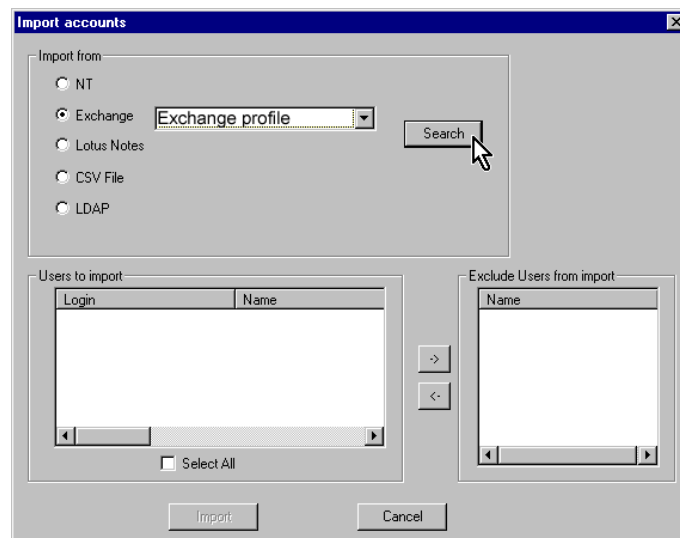 Import accounts
Import from
NT
Exchange Exchange profile
Search
Lotus Notes
CSV File
LDAP
Users to import
Exclude Users from import
Login Name
Name
->
<-
Select All
Import Cancel